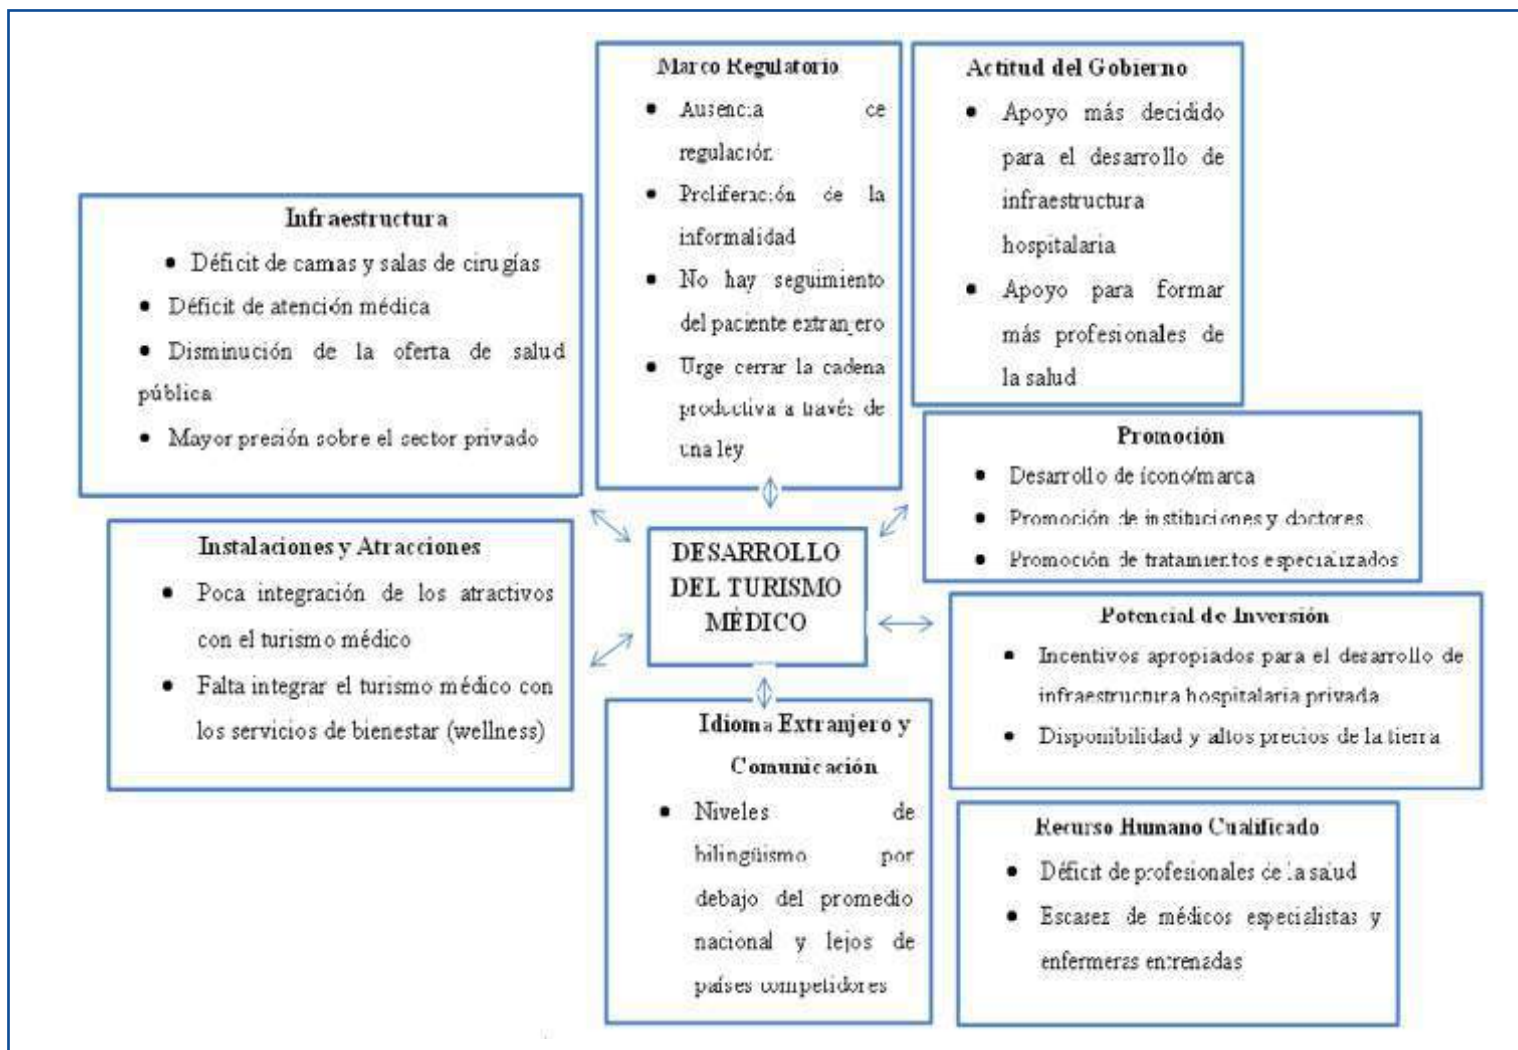 Marco Regulatorio
• Ausencia de
regulación
• Proliferación de la
informalidad
• No hay seguimiento
del paciente extranjero
• Urge cerrar la cadena
productiva a través de
una ley
Actitud del Gobierno
• Apoyo más decidido
para el desarrollo de
infraestructura
hospitalaria
• Apoyo para formar
más profesionales de
la salud
Infraestructura
• Déficit de camas y salas de cirugías
• Déficit de atención médica
• Disminución de la oferta de salud
pública
• Mayor presión sobre el sector privado
Promoción
• Desarrollo de ícono/marca
• Promoción de instituciones y doctores
• Promoción de tratamientos especializados
Instalaciones y Atracciones
• Poca integración de los atractivos
con el turismo médico
• Falta integrar el turismo médico con
los servicios de bienestar (wellness)
DESARROLLO
DEL TURISMO
MÉDICO
Potencial de Inversión
• Incentivos apropiados para el desarrollo de
infraestructura hospitalaria privada
• Disponibilidad y altos precios de la tierra
Idioma Extranjero y
Comunicación
• Niveles de
bilingüismo por
debajo del promedio
nacional y lejos de
países competidores
Recurso Humano Cualificado
• Déficit de profesionales de la salud
• Escasez de médicos especialistas y
enfermeras entrenadas